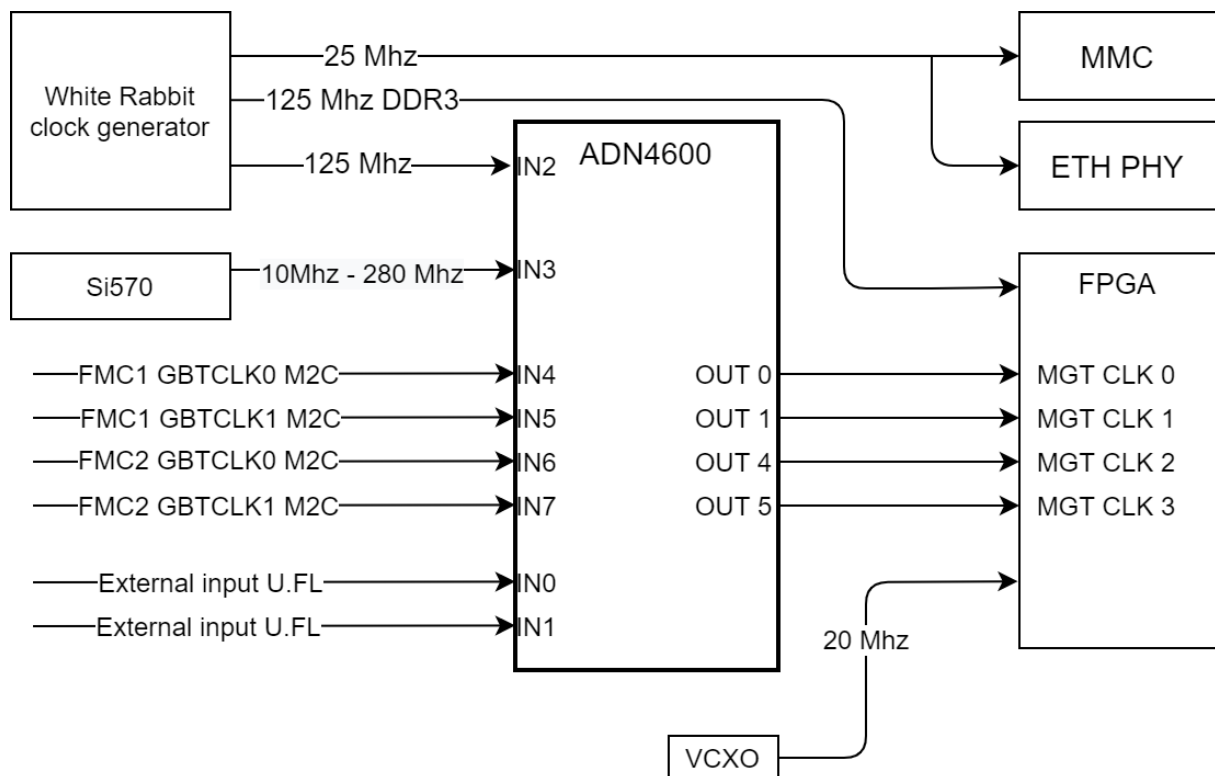 White Rabbit
clock generator
25 Mhz
125 Mhz DDR3
125 Mhz
MMC
ETH PHY
ADN4600
IN2
Si570
10Mhz - 280 Mhz
IN3
FPGA
FMC1 GBTCLK0 M2C
IN4
OUT 0
MGT CLK 0
FMC1 GBTCLK1 M2C
IN5
OUT 1
MGT CLK 1
FMC2 GBTCLK0 M2C
IN6
OUT 4
MGT CLK 2
FMC2 GBTCLK1 M2C
IN7
OUT 5
MGT CLK 3
External input U.FL
IN0
External input U.FL
IN1
20 Mhz
VCXO